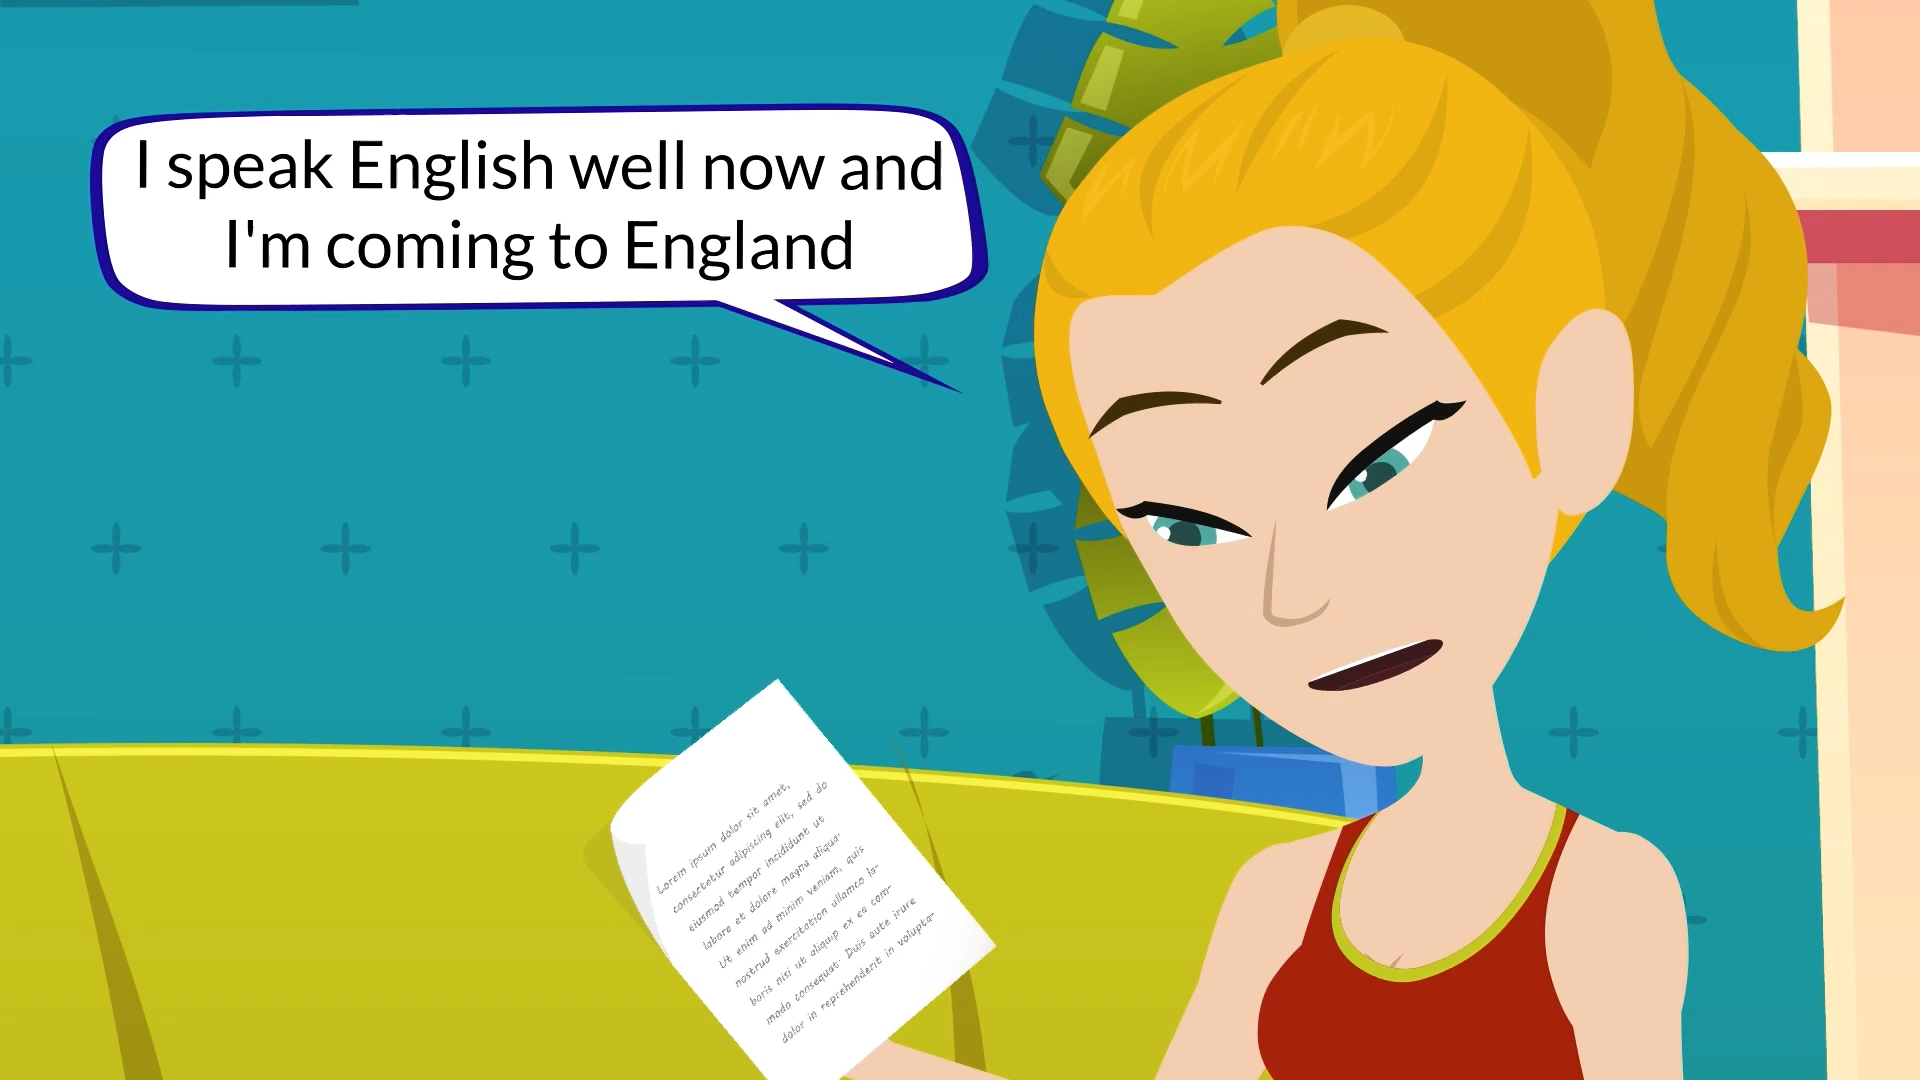 I speak English well now and
I'm coming to England
Lorem ipsum dolor sit amet,
consectetur adipiscing elit, sed do
eiusmod tempor incididunt ut
labore et dolore magna aliqua.
Ut enim ad minim veniam, quis
nostrud exercitation ullamco la-
boris nisi ut aliquip ex ea com-
modo consequat. Duis aute irure
dolor in reprehenderit in volupta-